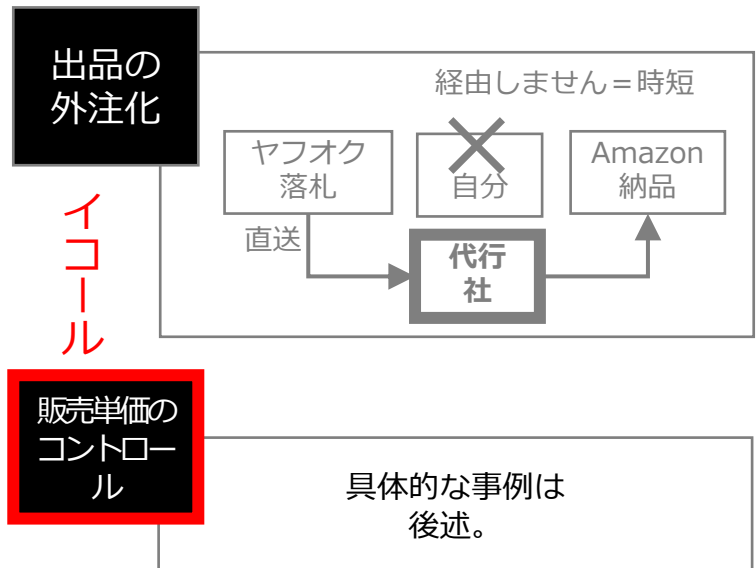 出品の
外注化
経由しません＝時短
ヤフオク
落札
自分
Amazon
納品
直送
代行
社
イコール
販売単価の
コントロー
ル
具体的な事例は
後述。